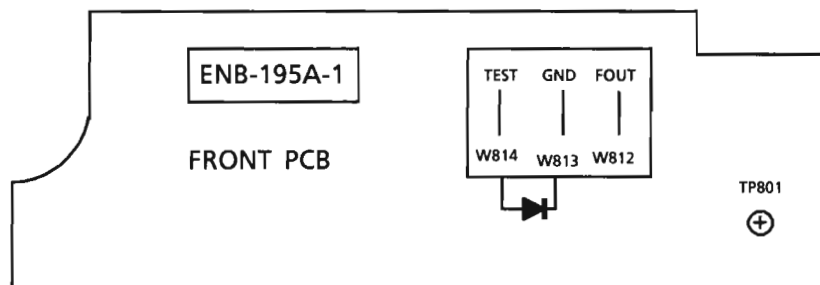 ENB-195A-1
TEST GND FOUT
FRONT PCB
W814 W813 W812
TP801